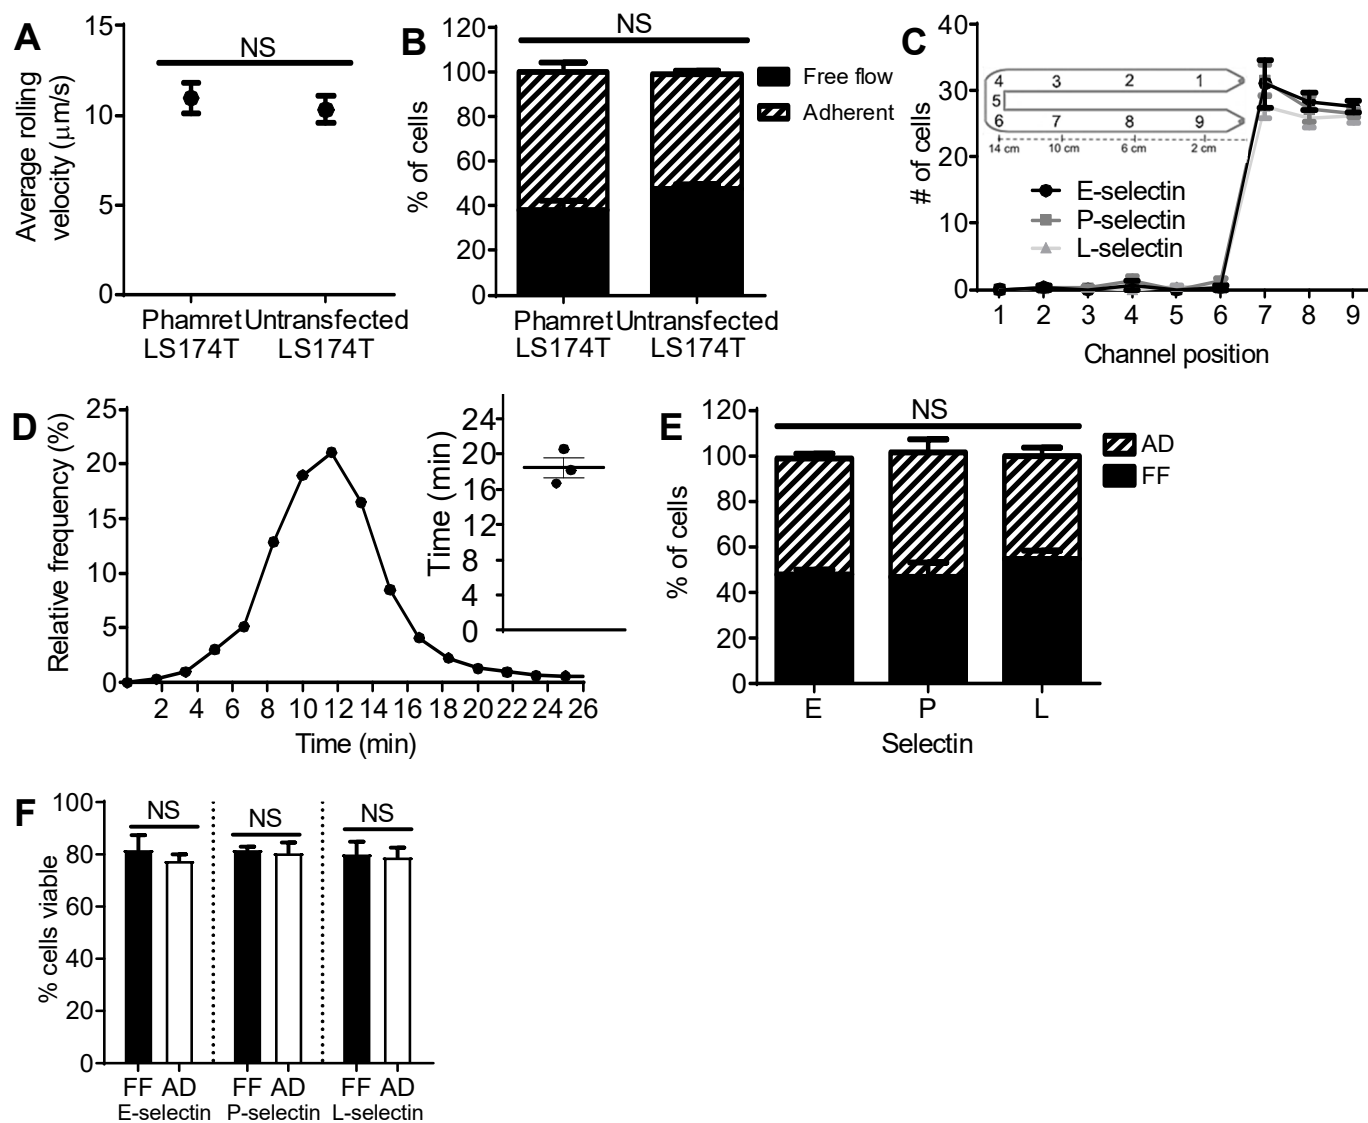 A
15
10
5
0
Average rolling
velocity (μm/s)
NS
Phamret
LS174T
Untransfected
LS174T
B
120
100
80
60
40
20
0
% of cells
NS
Free flow
Adherent
Phamret
LS174T
Untransfected
LS174T
C
40
30
20
10
0
# of cells
4 3 2 1
5
6 7 8 9
14 cm 10 cm 6 cm 2 cm
E-selectin
P-selectin
L-selectin
1 2 3 4 5 6 7 8 9
Channel position
D
25
20
15
10
5
0
Relative frequency (%)
2 4 6 8 10 12 14 16 18 20 22 24 26
Time (min)
24
20
16
12
8
4
0
Time (min)
E
120
100
80
60
40
20
0
% of cells
NS
AD
FF
E P L
Selectin
F
100
80
60
40
20
0
% cells viable
NS NS NS
FF AD FF AD FF AD
E-selectin P-selectin L-selectin